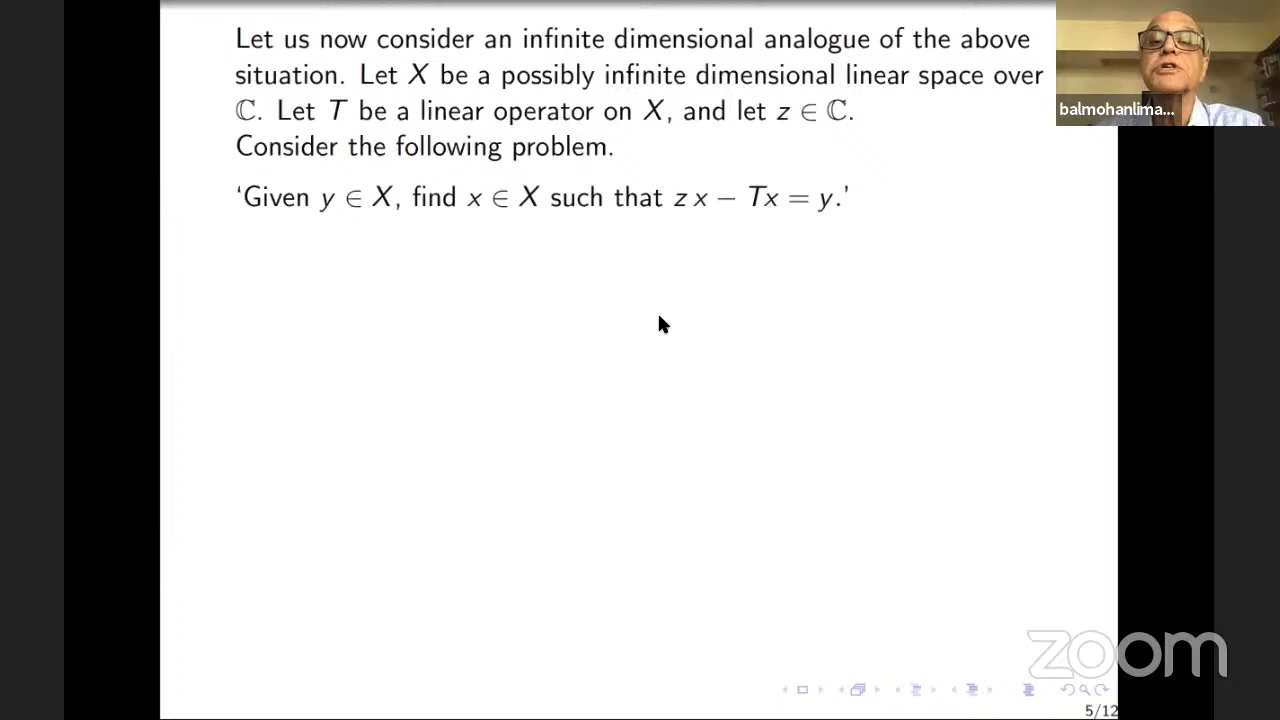 Let us now consider an infinite dimensional analogue of the above
situation. Let X be a possibly infinite dimensional linear space over
ℂ. Let T be a linear operator on X, and let z ∈ ℂ.
Consider the following problem.
‘Given y ∈ X, find x ∈ X such that z x − Tx = y.’
balmohanlima...
zoom
5/12